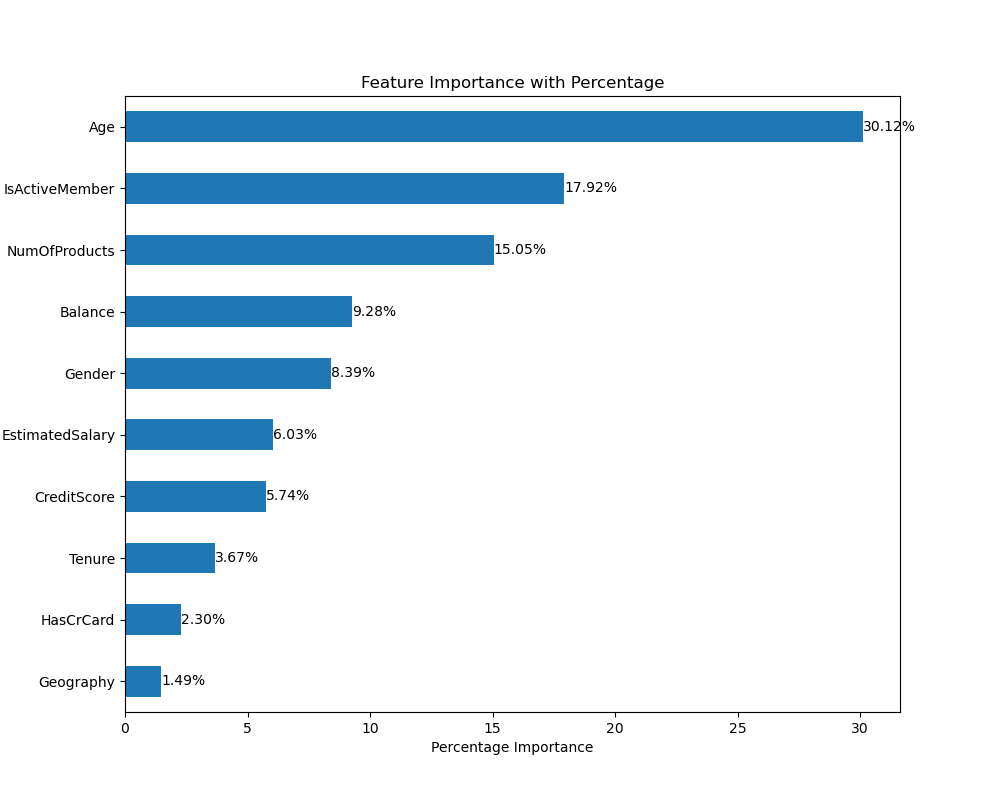 Feature Importance with Percentage
Age 30.12%
IsActiveMember 17.92%
NumOfProducts 15.05%
Balance 9.28%
Gender 8.39%
EstimatedSalary 6.03%
CreditScore 5.74%
Tenure 3.67%
HasCrCard 2.30%
Geography 1.49%
0 5 10 15 20 25 30
Percentage Importance